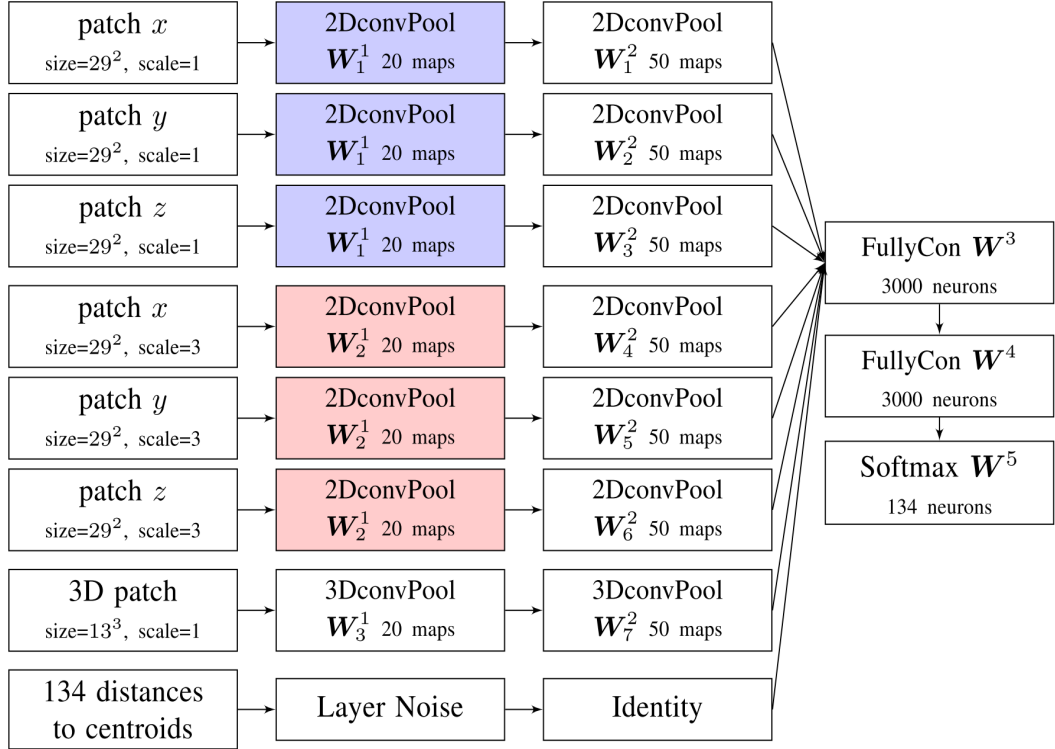 patch x
size=29², scale=1
2DconvPool
W₁¹ 20 maps
2DconvPool
W₁² 50 maps
patch y
size=29², scale=1
2DconvPool
W₁¹ 20 maps
2DconvPool
W₂² 50 maps
patch z
size=29², scale=1
2DconvPool
W₁¹ 20 maps
2DconvPool
W₃² 50 maps
patch x
size=29², scale=3
2DconvPool
W₂¹ 20 maps
2DconvPool
W₄² 50 maps
patch y
size=29², scale=3
2DconvPool
W₂¹ 20 maps
2DconvPool
W₅² 50 maps
patch z
size=29², scale=3
2DconvPool
W₂¹ 20 maps
2DconvPool
W₆² 50 maps
3D patch
size=13³, scale=1
3DconvPool
W₃¹ 20 maps
3DconvPool
W₇² 50 maps
134 distances
to centroids
Layer Noise
Identity
FullyCon W³
3000 neurons
FullyCon W⁴
3000 neurons
Softmax W⁵
134 neurons